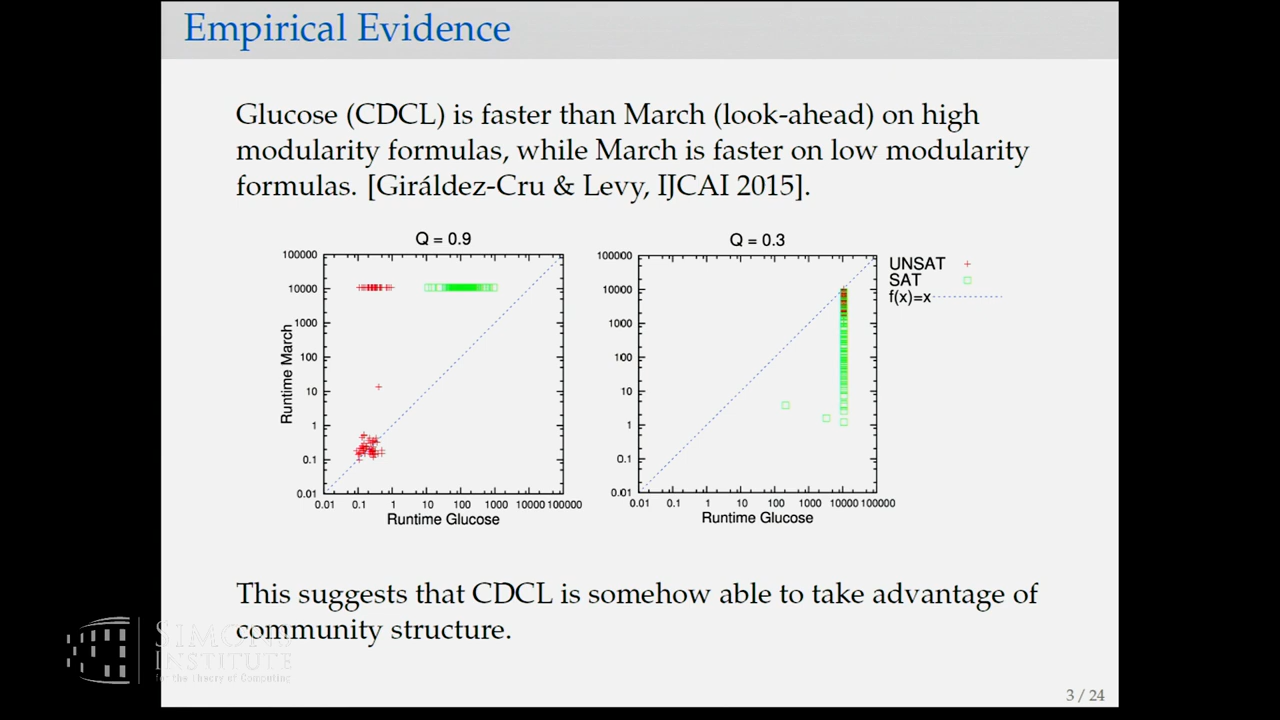 Empirical Evidence
Glucose (CDCL) is faster than March (look-ahead) on high
modularity formulas, while March is faster on low modularity
formulas. [Giráldez-Cru & Levy, IJCAI 2015].
Q = 0.9
100000
10000
1000
100
10
1
0.1
0.01
Runtime March
0.01 0.1 1 10 100 1000 10000 100000
Runtime Glucose
Q = 0.3
100000
10000
1000
100
10
1
0.1
0.01
0.01 0.1 1 10 100 1000 10000 100000
Runtime Glucose
UNSAT
SAT
f(x)=x
This suggests that CDCL is somehow able to take advantage of
community structure.
SIMONS
INSTITUTE
for the Theory of Computing
3 / 24